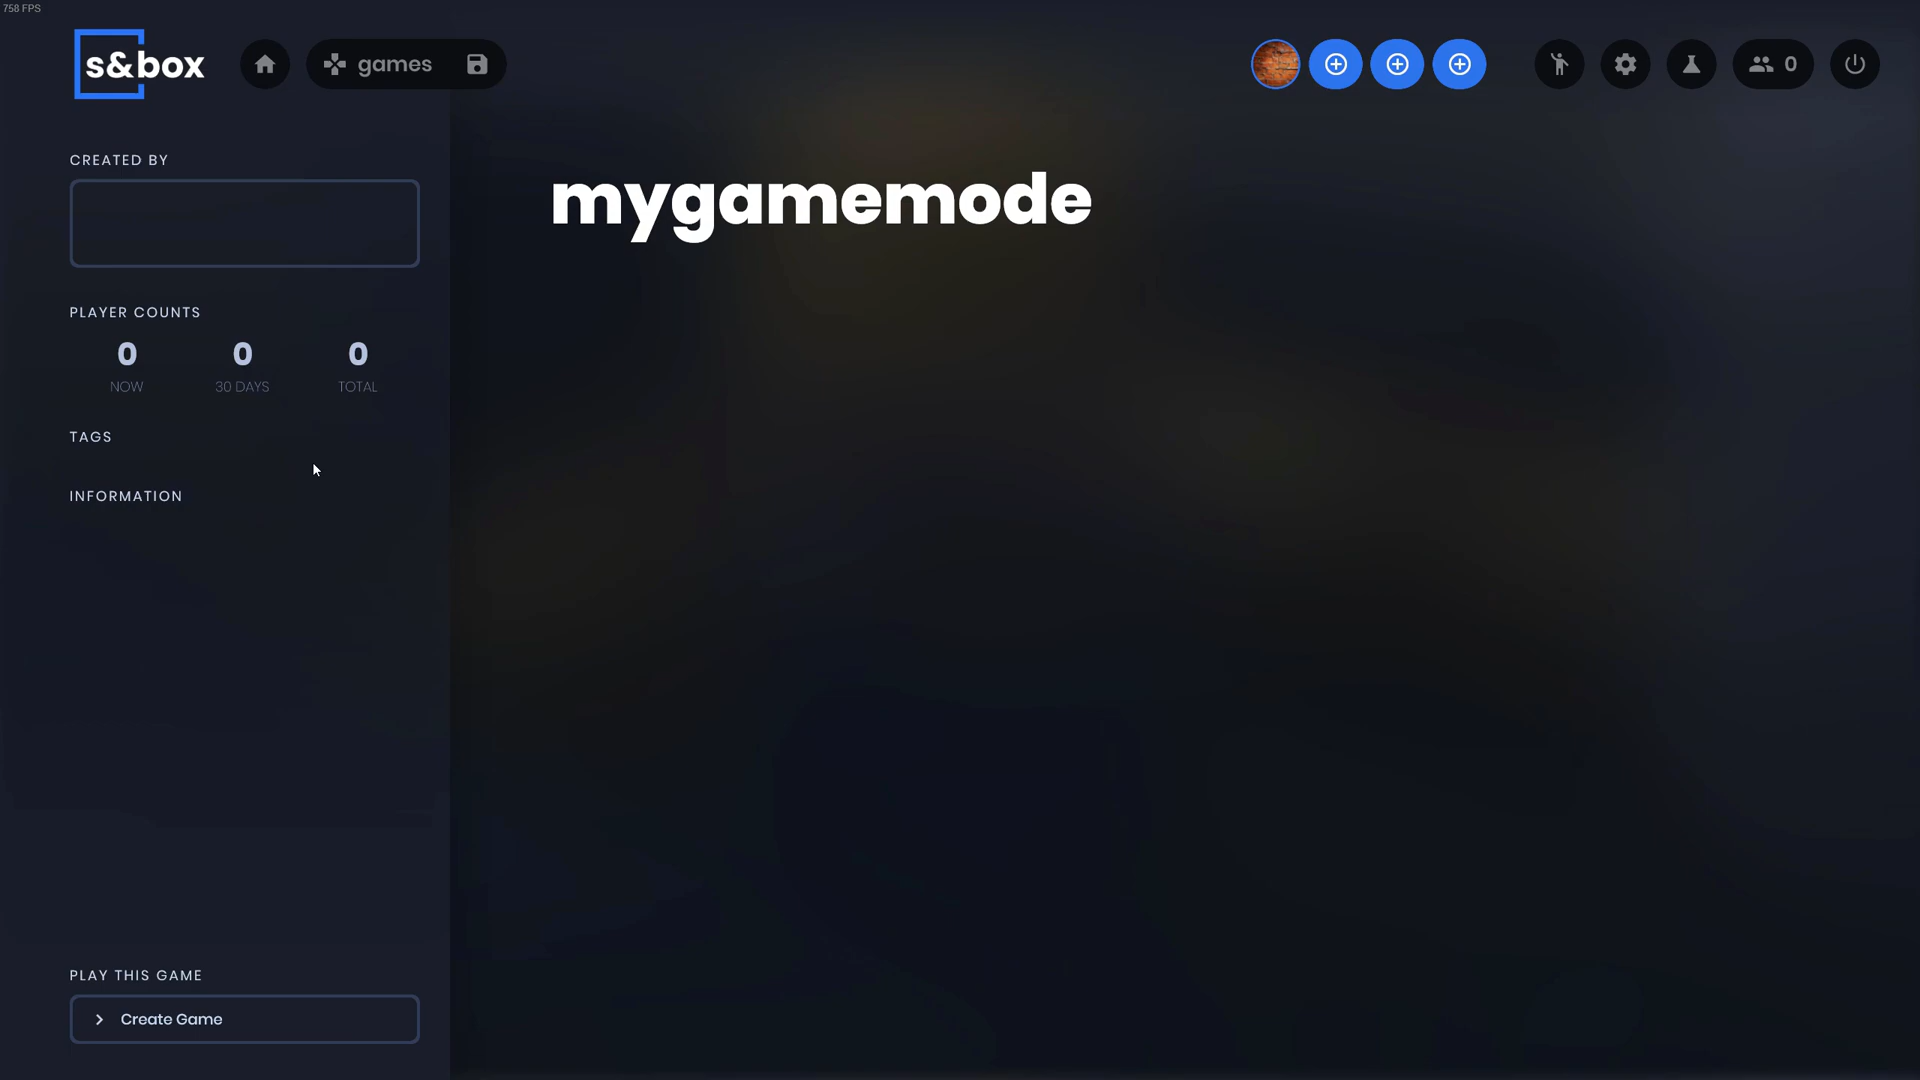 758 FPS
s&box
games
0
CREATED BY
mygamemode
PLAYER COUNTS
0 0 0
NOW 30 DAYS TOTAL
TAGS
INFORMATION
PLAY THIS GAME
Create Game